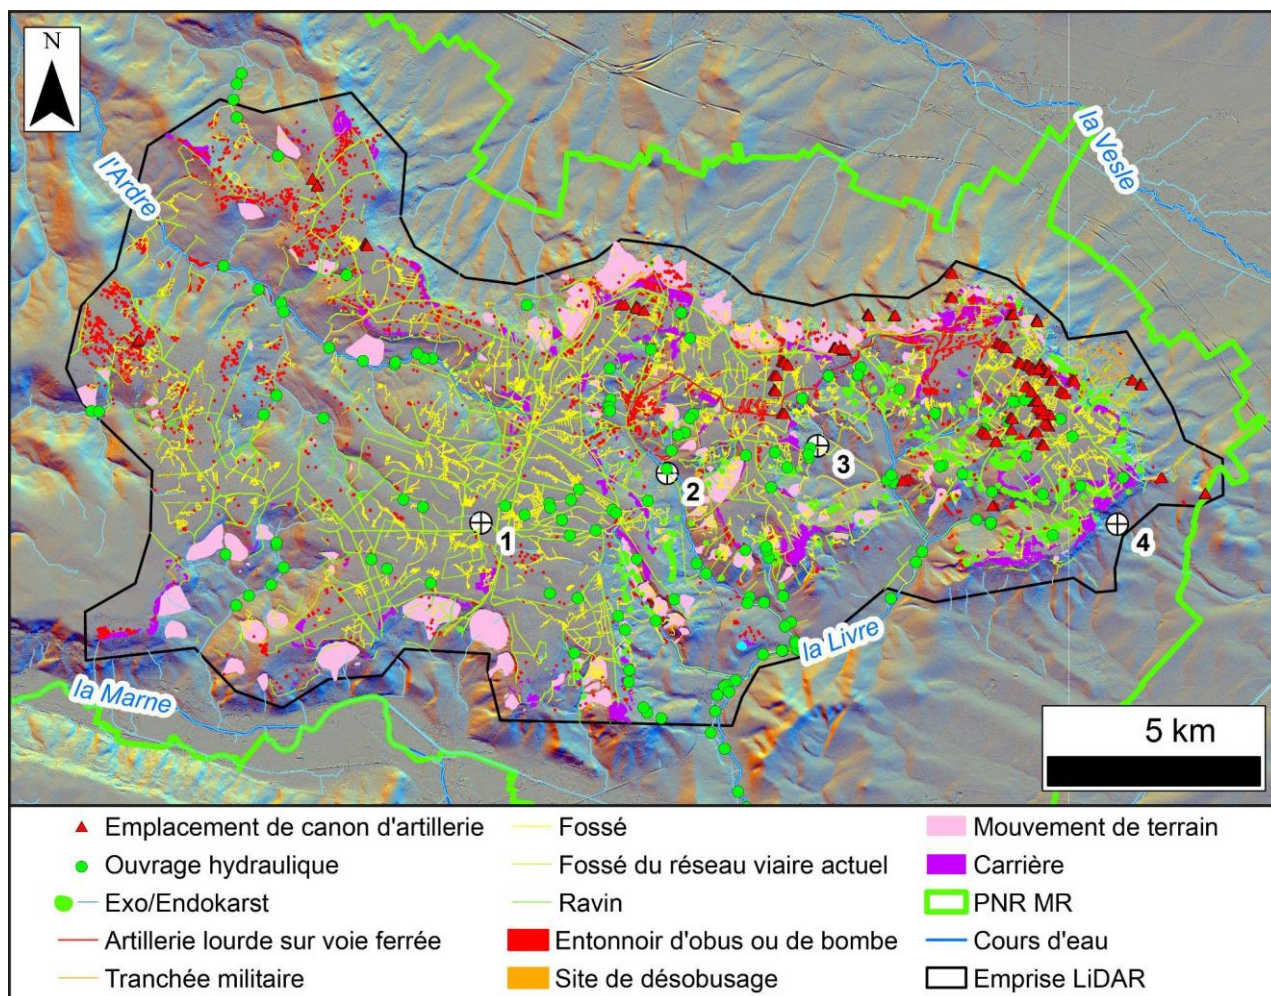 N
la Vesle
l'Ardre
3
2
1
4
la Livre
la Marne
5 km
Emplacement de canon d'artillerie
Ouvrage hydraulique
Exo/Endokarst
Artillerie lourde sur voie ferrée
Tranchée militaire
Fossé
Fossé du réseau viaire actuel
Ravin
Entonnoir d'obus ou de bombe
Site de désobusage
Mouvement de terrain
Carrière
PNR MR
Cours d'eau
Emprise LiDAR